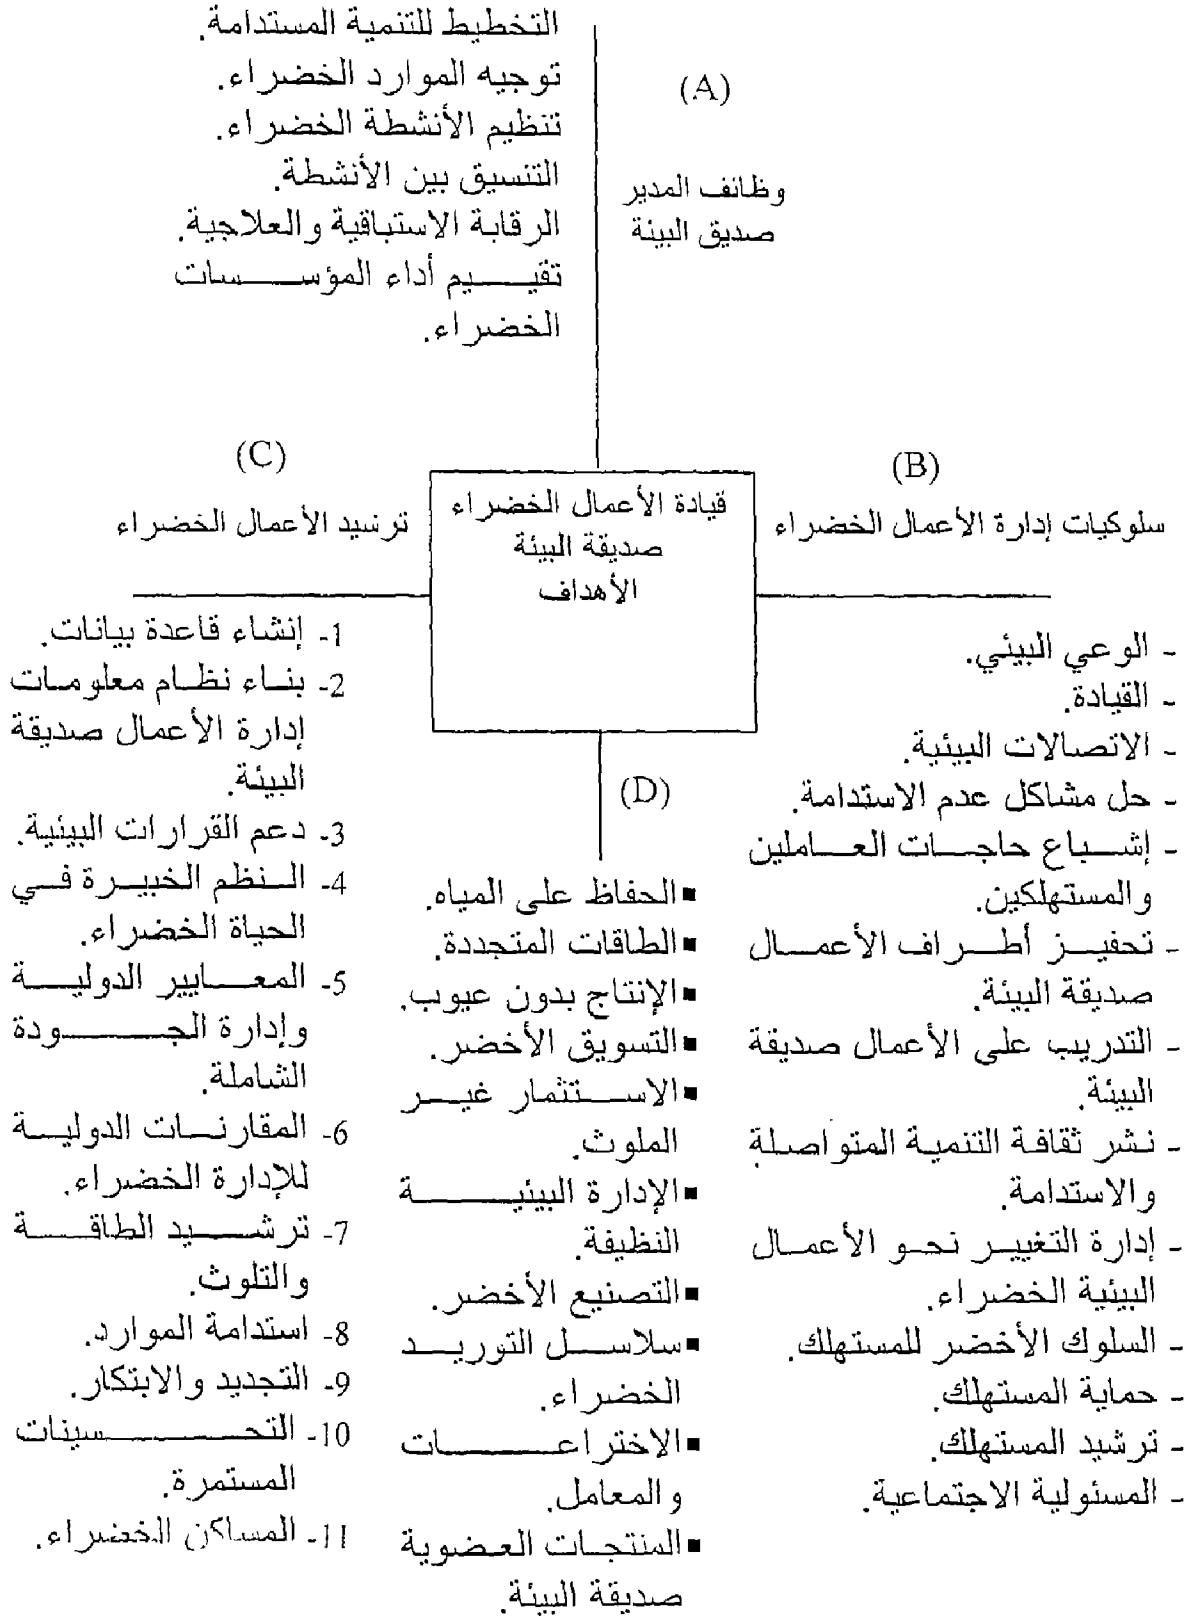 التخطيط للتنمية المستدامة.
توجيه الموارد الخضراء.
تنظيم الأنشطة الخضراء.
التنسيق بين الأنشطة.
الرقابة الاستباقية والعلاجية.
تقييم أداء المؤسسات
الخضراء.
(A)
وظائف المدير
صديق البيئة
(B)
سلوكيات إدارة الأعمال الخضراء
- الوعي البيئي.
- القيادة.
- الاتصالات البيئية.
- حل مشاكل عدم الاستدامة.
- إشباع حاجات العاملين
والمستهلكين.
- تحفيز أطراف الأعمال
صديقة البيئة.
- التدريب على الأعمال صديقة
البيئة.
- نشر ثقافة التنمية المتواصلة
والاستدامة.
- إدارة التغيير نحو الأعمال
البيئية الخضراء.
- السلوك الأخضر للمستهلك.
- حماية المستهلك.
- ترشيد المستهلك.
- المسئولية الاجتماعية.
قيادة الأعمال الخضراء
صديقة البيئة
الأهداف
(D)
▪الحفاظ على المياه.
▪الطاقات المتجددة.
▪الإنتاج بدون عيوب.
▪التسويق الأخضر.
▪الاستثمار غير
الملوث.
▪الإدارة البيئية
النظيفة.
▪التصنيع الأخضر.
▪سلاسل التوريد
الخضراء.
▪الاختراعات
والمعامل.
▪المنتجات العضوية
صديقة البيئة.
(C)
ترشيد الأعمال الخضراء
1- إنشاء قاعدة بيانات.
2- بناء نظام معلومات
إدارة الأعمال صديقة
البيئة.
3- دعم القرارات البيئية.
4- النظم الخبيرة في
الحياة الخضراء.
5- المعايير الدولية
وإدارة الجودة
الشاملة.
6- المقارنات الدولية
للإدارة الخضراء.
7- ترشيد الطاقة
والتلوث.
8- استدامة الموارد.
9- التجديد والابتكار.
10- التحسينات
المستمرة.
11- المساكن الخضراء.